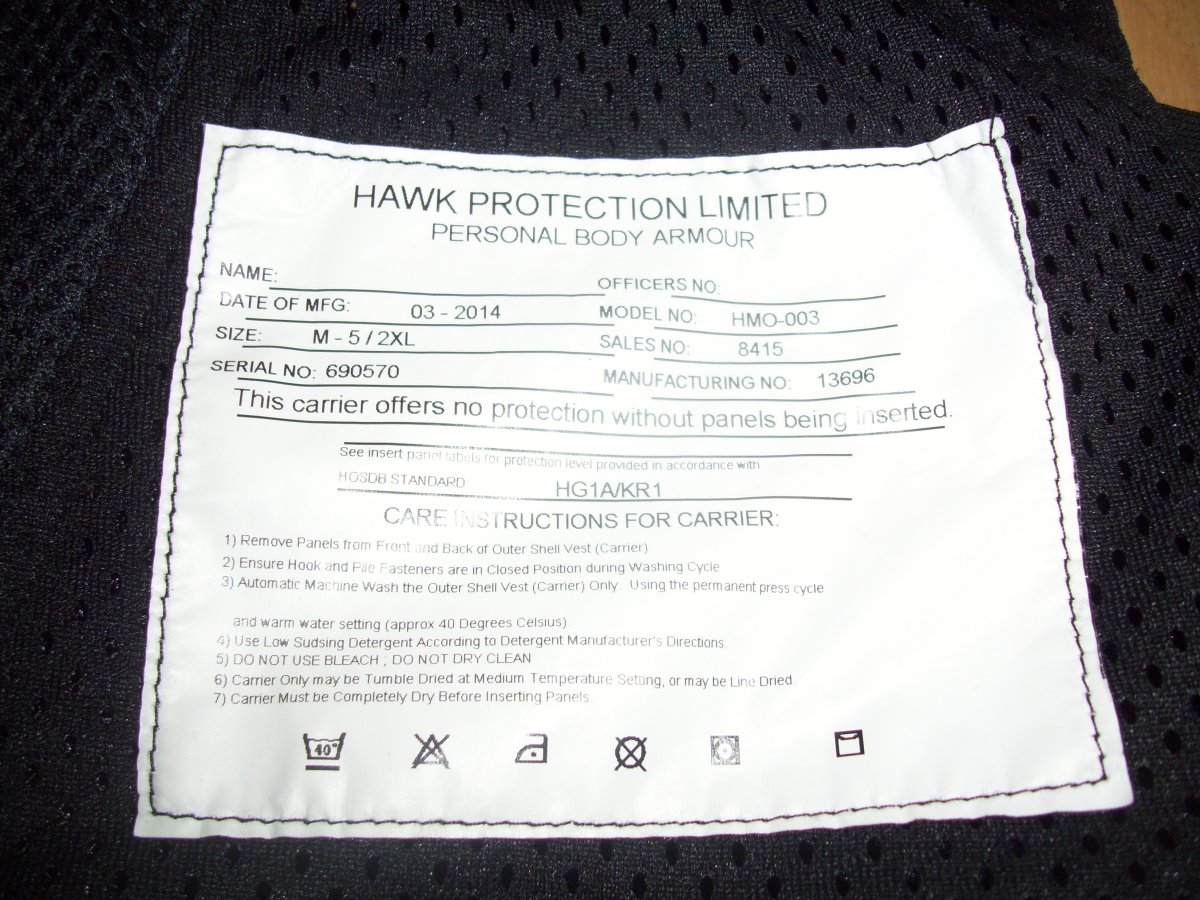 HAWK PROTECTION LIMITED
PERSONAL BODY ARMOUR
NAME:
OFFICERS NO:
DATE OF MFG: 03 - 2014
MODEL NO: HMO-003
SIZE: M - 5 / 2XL
SALES NO: 8415
SERIAL NO: 690570
MANUFACTURING NO: 13696
This carrier offers no protection without panels being inserted.
See insert panel labels for protection level provided in accordance with
HOSDB STANDARD HG1A/KR1
CARE INSTRUCTIONS FOR CARRIER:
1) Remove Panels from Front and Back of Outer Shell Vest (Carrier)
2) Ensure Hook and Pile Fasteners are in Closed Position during Washing Cycle
3) Automatic Machine Wash the Outer Shell Vest (Carrier) Only. Using the permanent press cycle
and warm water setting (approx 40 Degrees Celsius).
4) Use Low Sudsing Detergent According to Detergent Manufacturer's Directions.
5) DO NOT USE BLEACH ; DO NOT DRY CLEAN
6) Carrier Only may be Tumble Dried at Medium Temperature Setting, or may be Line Dried.
7) Carrier Must be Completely Dry Before Inserting Panels.
40°